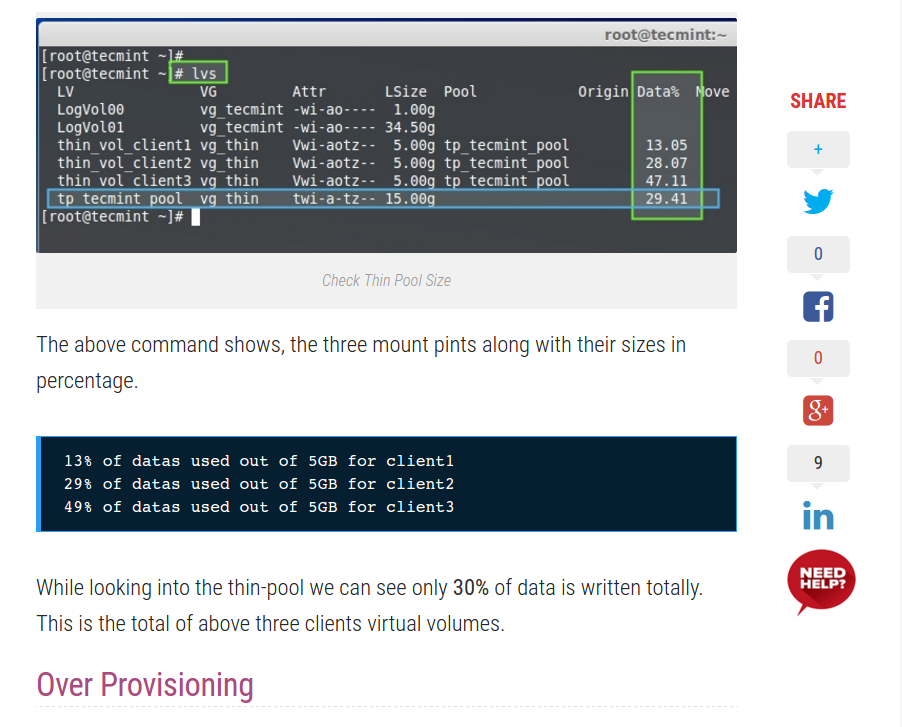 root@tecmint:~
[root@tecmint ~]#
[root@tecmint ~]# lvs
LV VG Attr LSize Pool Origin Data% Move
LogVol00 vg_tecmint -wi-ao---- 1.00g
LogVol01 vg_tecmint -wi-ao---- 34.50g
thin_vol_client1 vg_thin Vwi-aotz-- 5.00g tp_tecmint_pool 13.05
thin_vol_client2 vg_thin Vwi-aotz-- 5.00g tp_tecmint_pool 28.07
thin_vol_client3 vg_thin Vwi-aotz-- 5.00g tp_tecmint_pool 47.11
tp_tecmint_pool vg_thin twi-a-tz-- 15.00g 29.41
[root@tecmint ~]#
Check Thin Pool Size
The above command shows, the three mount pints along with their sizes in
percentage.
13% of datas used out of 5GB for client1
29% of datas used out of 5GB for client2
49% of datas used out of 5GB for client3
While looking into the thin-pool we can see only 30% of data is written totally.
This is the total of above three clients virtual volumes.
Over Provisioning
SHARE
+
0
0
g+
9
in
NEED
HELP?